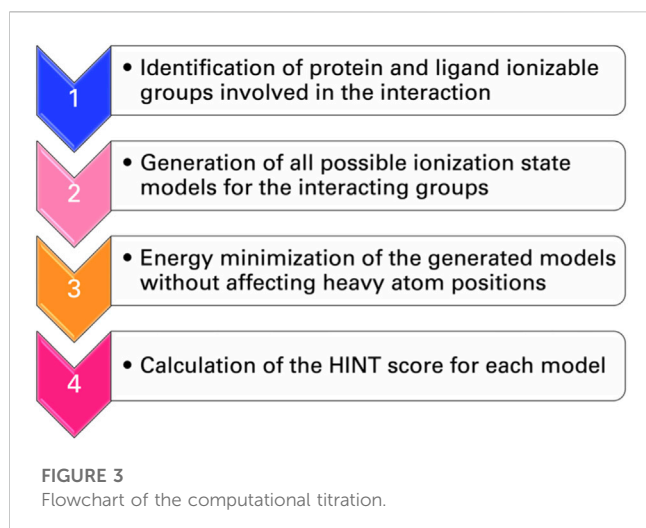 1
• Identification of protein and ligand ionizable
groups involved in the interaction
2
• Generation of all possible ionization state
models for the interacting groups
3
• Energy minimization of the generated models
without affecting heavy atom positions
4
• Calculation of the HINT score for each model
FIGURE 3
Flowchart of the computational titration.